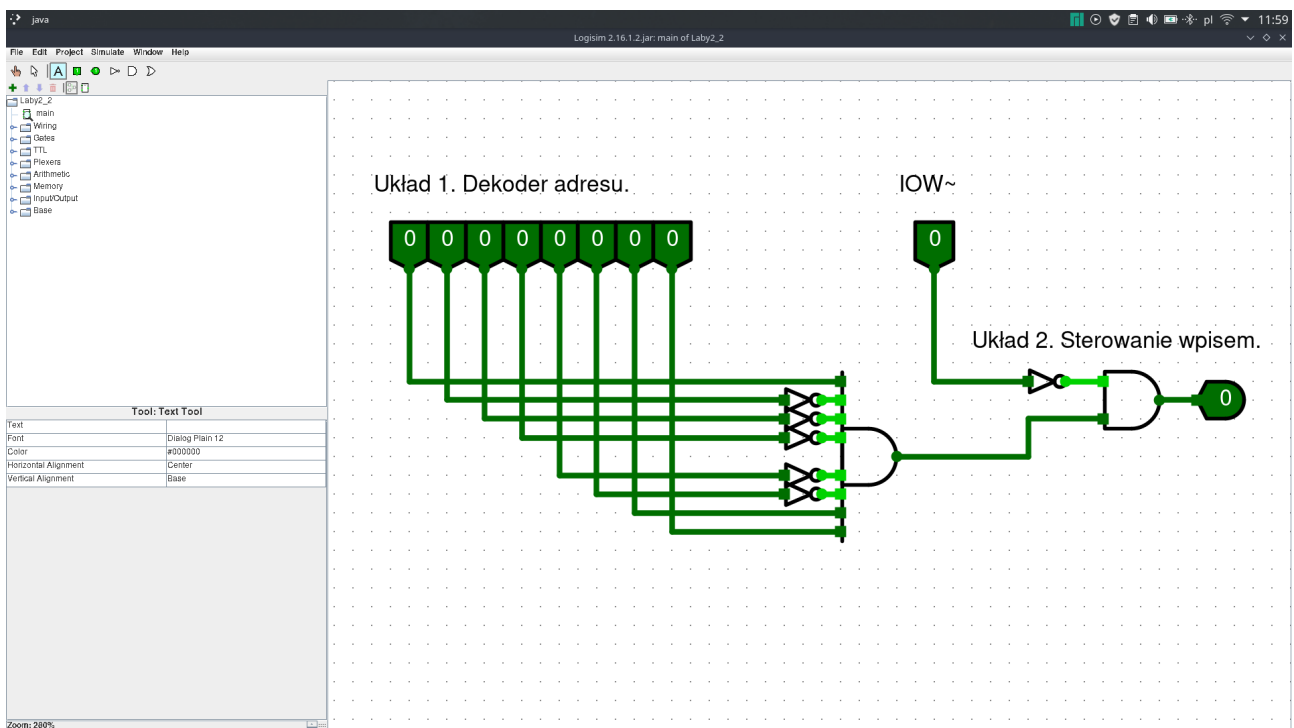 java
pl
11:59
Logisim 2.16.1.2.jar: main of Laby2_2
File Edit Project Simulate Window Help
A
Laby2_2
main
Wiring
Gates
TTL
Plexers
Arithmetic
Memory
Input/Output
Base
Tool: Text Tool
Text
Font Dialog Plain 12
Color #000000
Horizontal Alignment Center
Vertical Alignment Base
Zoom: 280%
Układ 1. Dekoder adresu.
IOW~
0 0 0 0 0 0 0 0
0
Układ 2. Sterowanie wpisem.
0